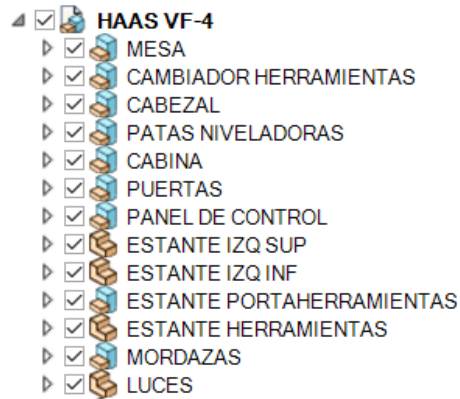 HAAS VF-4
MESA
CAMBIADOR HERRAMIENTAS
CABEZAL
PATAS NIVELADORAS
CABINA
PUERTAS
PANEL DE CONTROL
ESTANTE IZQ SUP
ESTANTE IZQ INF
ESTANTE PORTAHERRAMIENTAS
ESTANTE HERRAMIENTAS
MORDAZAS
LUCES